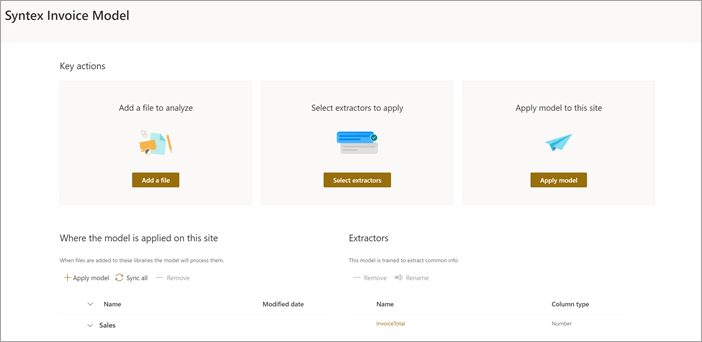 Syntex Invoice Model
Key actions
Add a file to analyze
Select extractors to apply
Apply model to this site
Add a file
Select extractors
Apply model
Where the model is applied on this site
When files are added to these libraries the model will process them.
Apply model Sync all Remove
Name Modified date
Sales
Extractors
This model is trained to extract common info
Remove Rename
Name Column type
InvoiceTotal Number